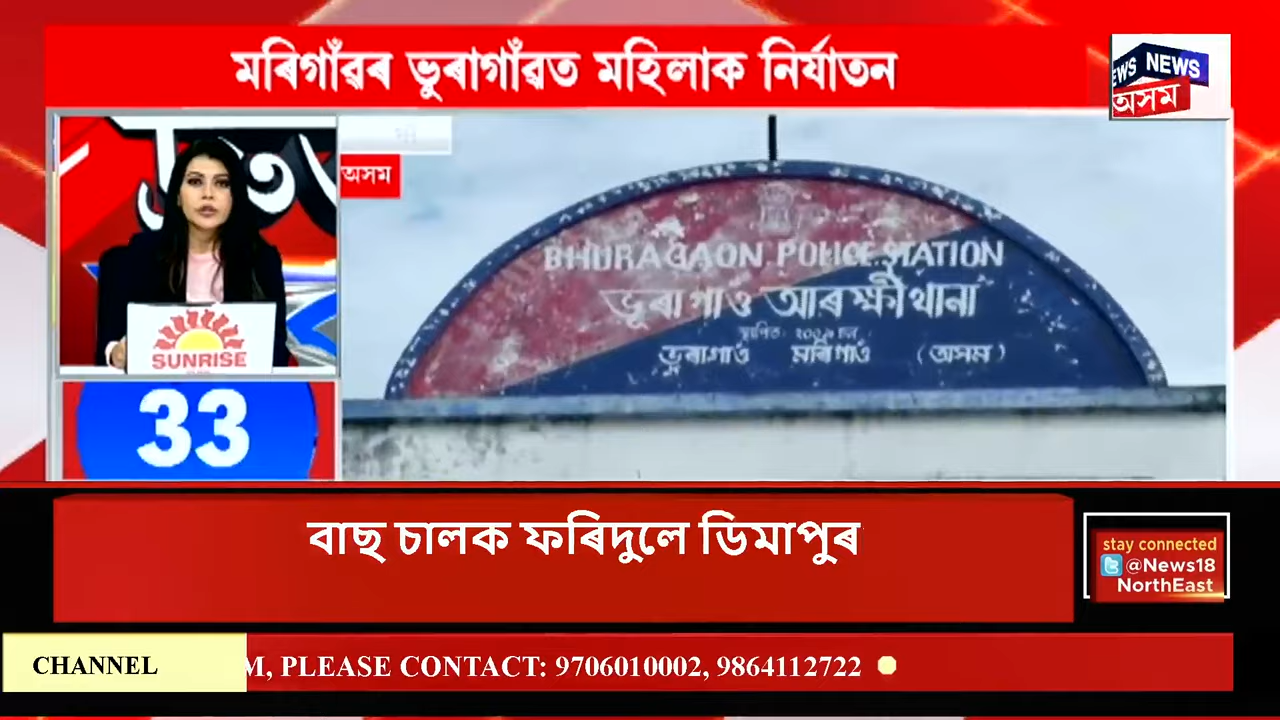 মৰিগাঁৱৰ ভুৰাগাঁৱত মহিলাক নিৰ্যাতন
NEWS
অসম
অসম
BHURAGAON POLICE STATION
ভূৰাগাওঁ আৰক্ষী থানা
ভুৰাগাওঁ মৰিগাওঁ (অসম)
SUNRISE
33
বাছ চালক ফৰিদুলে ডিমাপুৰ
stay connected
@News18
NorthEast
CHANNEL
M, PLEASE CONTACT: 9706010002, 9864112722